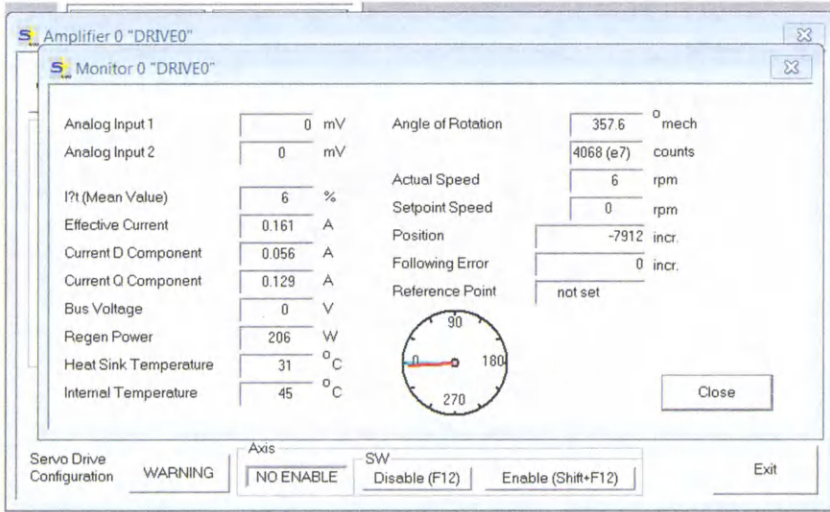 Amplifier 0 "DRIVE0"
Monitor 0 "DRIVE0"
Analog Input 1 0 mV
Analog Input 2 0 mV
I?t (Mean Value) 6 %
Effective Current 0.161 A
Current D Component 0.056 A
Current Q Component 0.129 A
Bus Voltage 0 V
Regen Power 206 W
Heat Sink Temperature 31 °C
Internal Temperature 45 °C
Angle of Rotation 357.6 °mech
4068 (e7) counts
Actual Speed 6 rpm
Setpoint Speed 0 rpm
Position -7912 incr.
Following Error 0 incr.
Reference Point not set
90
0 180
270
Close
Servo Drive
Configuration
WARNING
Axis
NO ENABLE
SW
Disable (F12)
Enable (Shift+F12)
Exit